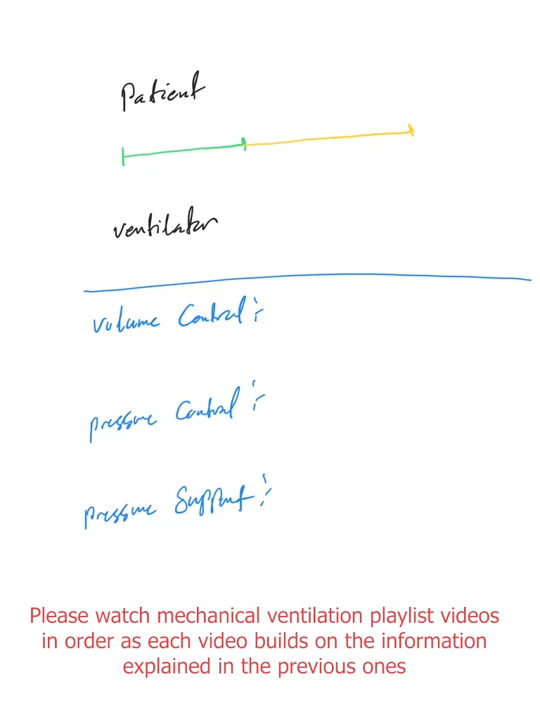 Patient
ventilator
volume Control :-
pressure Control :-
pressure Support :-
Please watch mechanical ventilation playlist videos
in order as each video builds on the information
explained in the previous ones